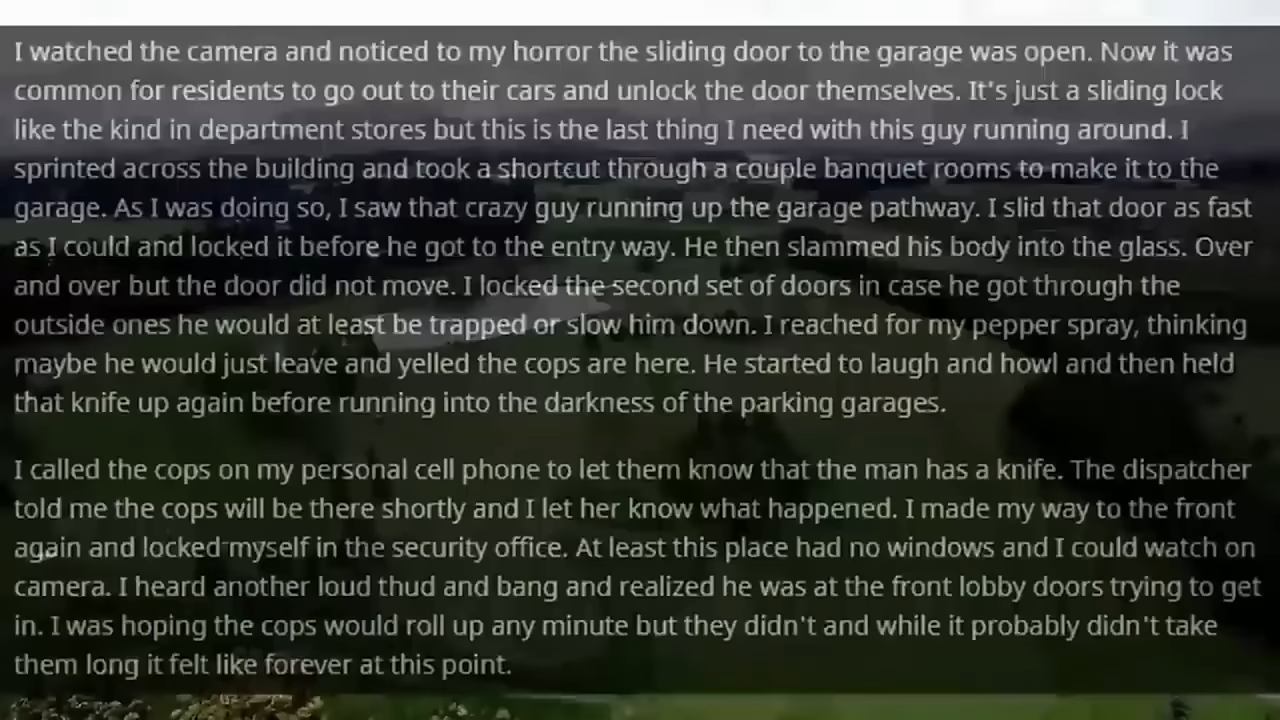 I watched the camera and noticed to my horror the sliding door to the garage was open. Now it was
common for residents to go out to their cars and unlock the door themselves. It's just a sliding lock
like the kind in department stores but this is the last thing I need with this guy running around. I
sprinted across the building and took a shortcut through a couple banquet rooms to make it to the
garage. As I was doing so, I saw that crazy guy running up the garage pathway. I slid that door as fast
as I could and locked it before he got to the entry way. He then slammed his body into the glass. Over
and over but the door did not move. I locked the second set of doors in case he got through the
outside ones he would at least be trapped or slow him down. I reached for my pepper spray, thinking
maybe he would just leave and yelled the cops are here. He started to laugh and howl and then held
that knife up again before running into the darkness of the parking garages.
I called the cops on my personal cell phone to let them know that the man has a knife. The dispatcher
told me the cops will be there shortly and I let her know what happened. I made my way to the front
again and locked myself in the security office. At least this place had no windows and I could watch on
camera. I heard another loud thud and bang and realized he was at the front lobby doors trying to get
in. I was hoping the cops would roll up any minute but they didn't and while it probably didn't take
them long it felt like forever at this point.